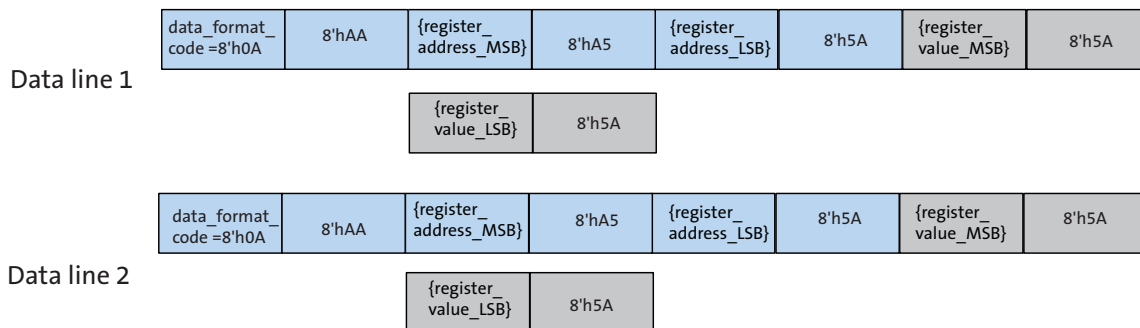 data_format_
code =8'h0A
8'hAA
{register_
address_MSB}
8'hA5
{register_
address_LSB}
8'h5A
{register_
value_MSB}
8'h5A
Data line 1
{register_
value_LSB}
8'h5A
data_format_
code =8'h0A
8'hAA
{register_
address_MSB}
8'hA5
{register_
address_LSB}
8'h5A
{register_
value_MSB}
8'h5A
Data line 2
{register_
value_LSB}
8'h5A